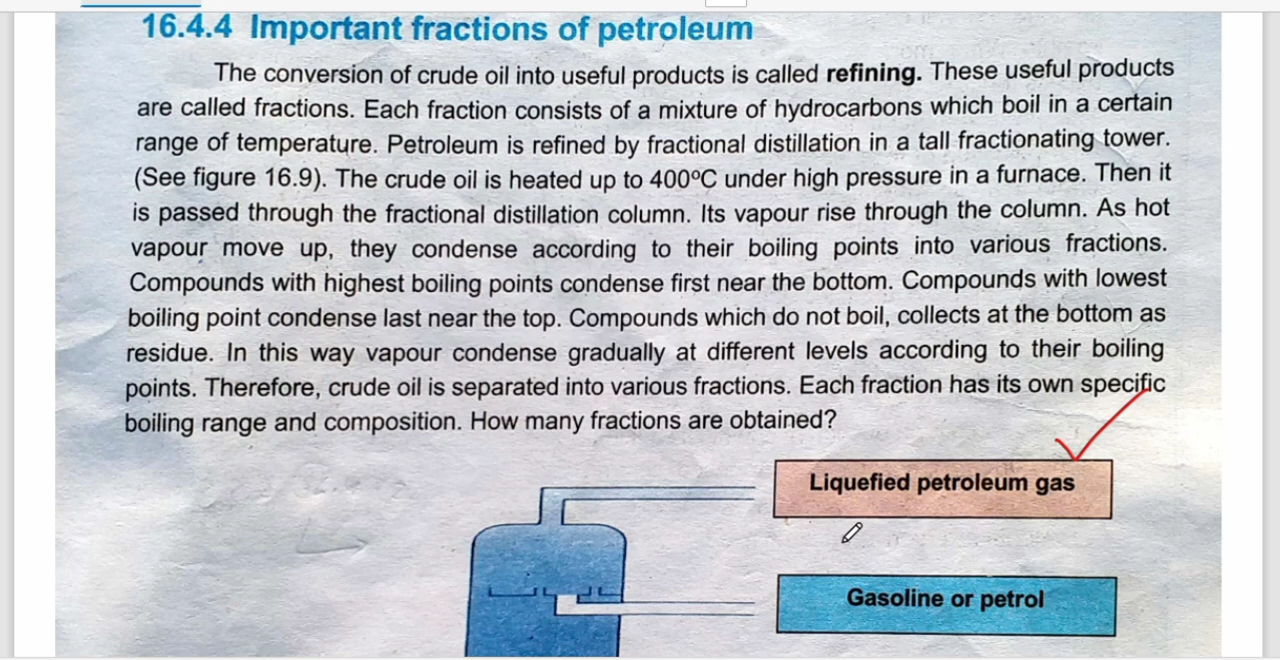 16.4.4 Important fractions of petroleum
The conversion of crude oil into useful products is called refining. These useful products
are called fractions. Each fraction consists of a mixture of hydrocarbons which boil in a certain
range of temperature. Petroleum is refined by fractional distillation in a tall fractionating tower.
(See figure 16.9). The crude oil is heated up to 400ºC under high pressure in a furnace. Then it
is passed through the fractional distillation column. Its vapour rise through the column. As hot
vapour move up, they condense according to their boiling points into various fractions.
Compounds with highest boiling points condense first near the bottom. Compounds with lowest
boiling point condense last near the top. Compounds which do not boil, collects at the bottom as
residue. In this way vapour condense gradually at different levels according to their boiling
points. Therefore, crude oil is separated into various fractions. Each fraction has its own specific
boiling range and composition. How many fractions are obtained?
Liquefied petroleum gas
Gasoline or petrol